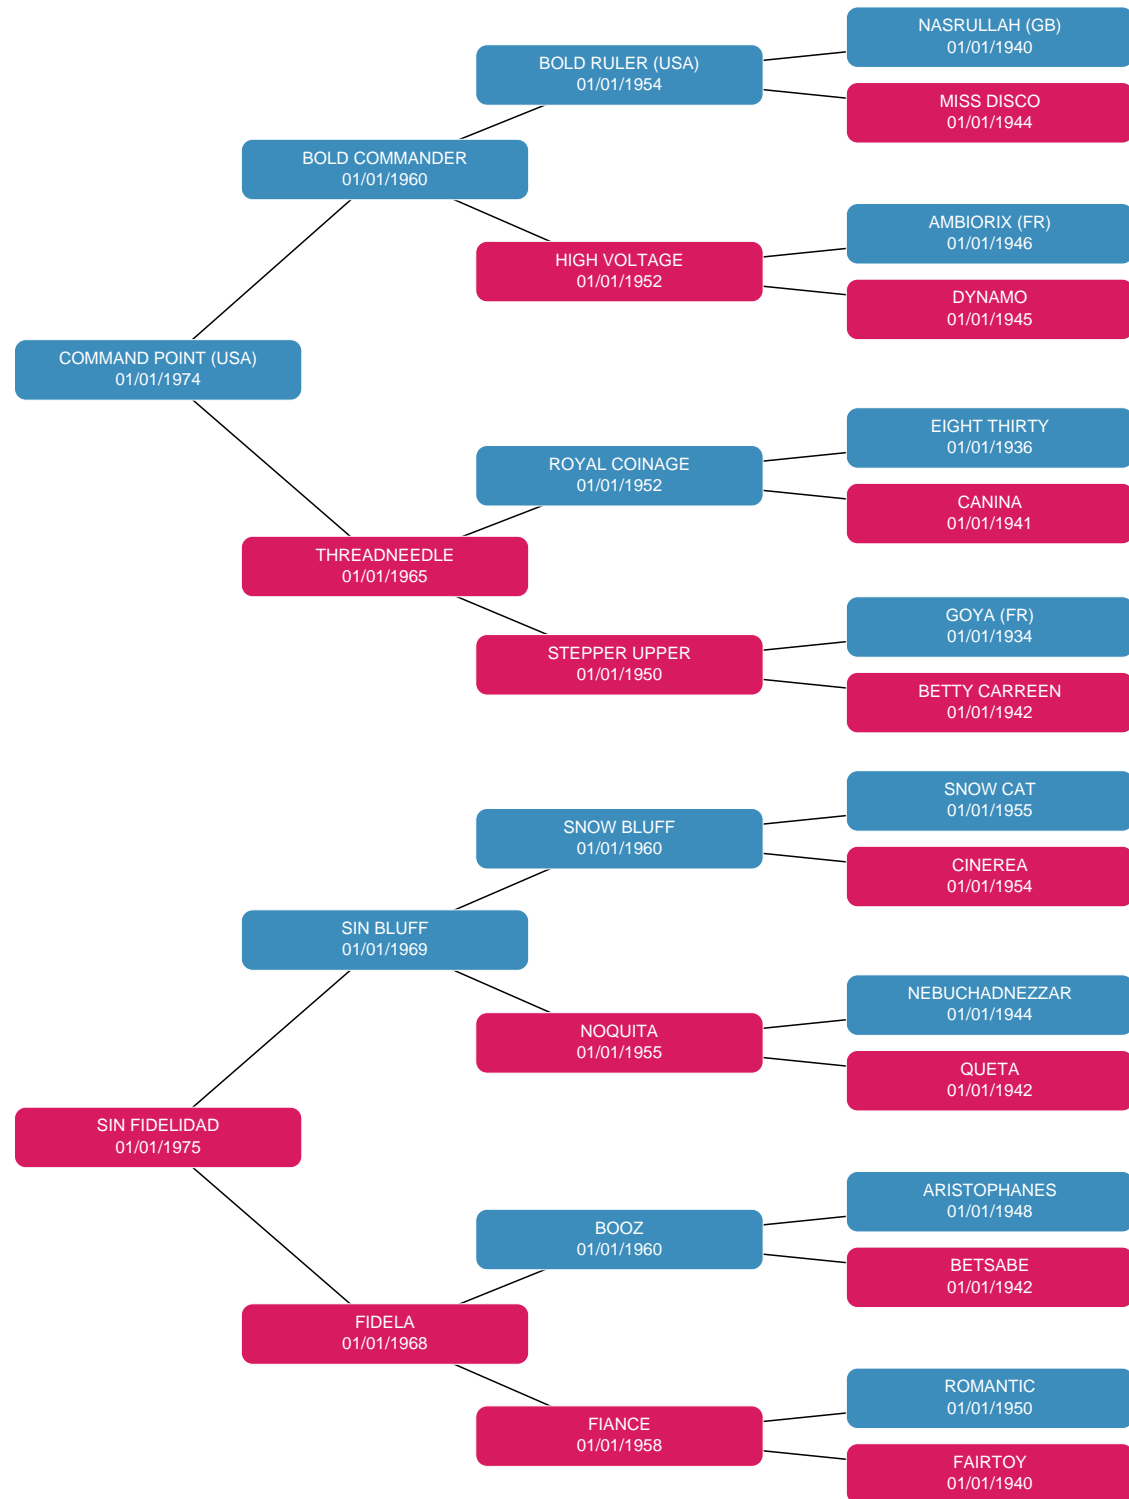 NASRULLAH (GB)
01/01/1940
BOLD RULER (USA)
01/01/1954
MISS DISCO
01/01/1944
BOLD COMMANDER
01/01/1960
AMBIORIX (FR)
01/01/1946
HIGH VOLTAGE
01/01/1952
DYNAMO
01/01/1945
COMMAND POINT (USA)
01/01/1974
EIGHT THIRTY
01/01/1936
ROYAL COINAGE
01/01/1952
CANINA
01/01/1941
THREADNEEDLE
01/01/1965
GOYA (FR)
01/01/1934
STEPPER UPPER
01/01/1950
BETTY CARREEN
01/01/1942
SNOW CAT
01/01/1955
SNOW BLUFF
01/01/1960
CINEREA
01/01/1954
SIN BLUFF
01/01/1969
NEBUCHADNEZZAR
01/01/1944
NOQUITA
01/01/1955
QUETA
01/01/1942
SIN FIDELIDAD
01/01/1975
ARISTOPHANES
01/01/1948
BOOZ
01/01/1960
BETSABE
01/01/1942
FIDELA
01/01/1968
ROMANTIC
01/01/1950
FIANCE
01/01/1958
FAIRTOY
01/01/1940